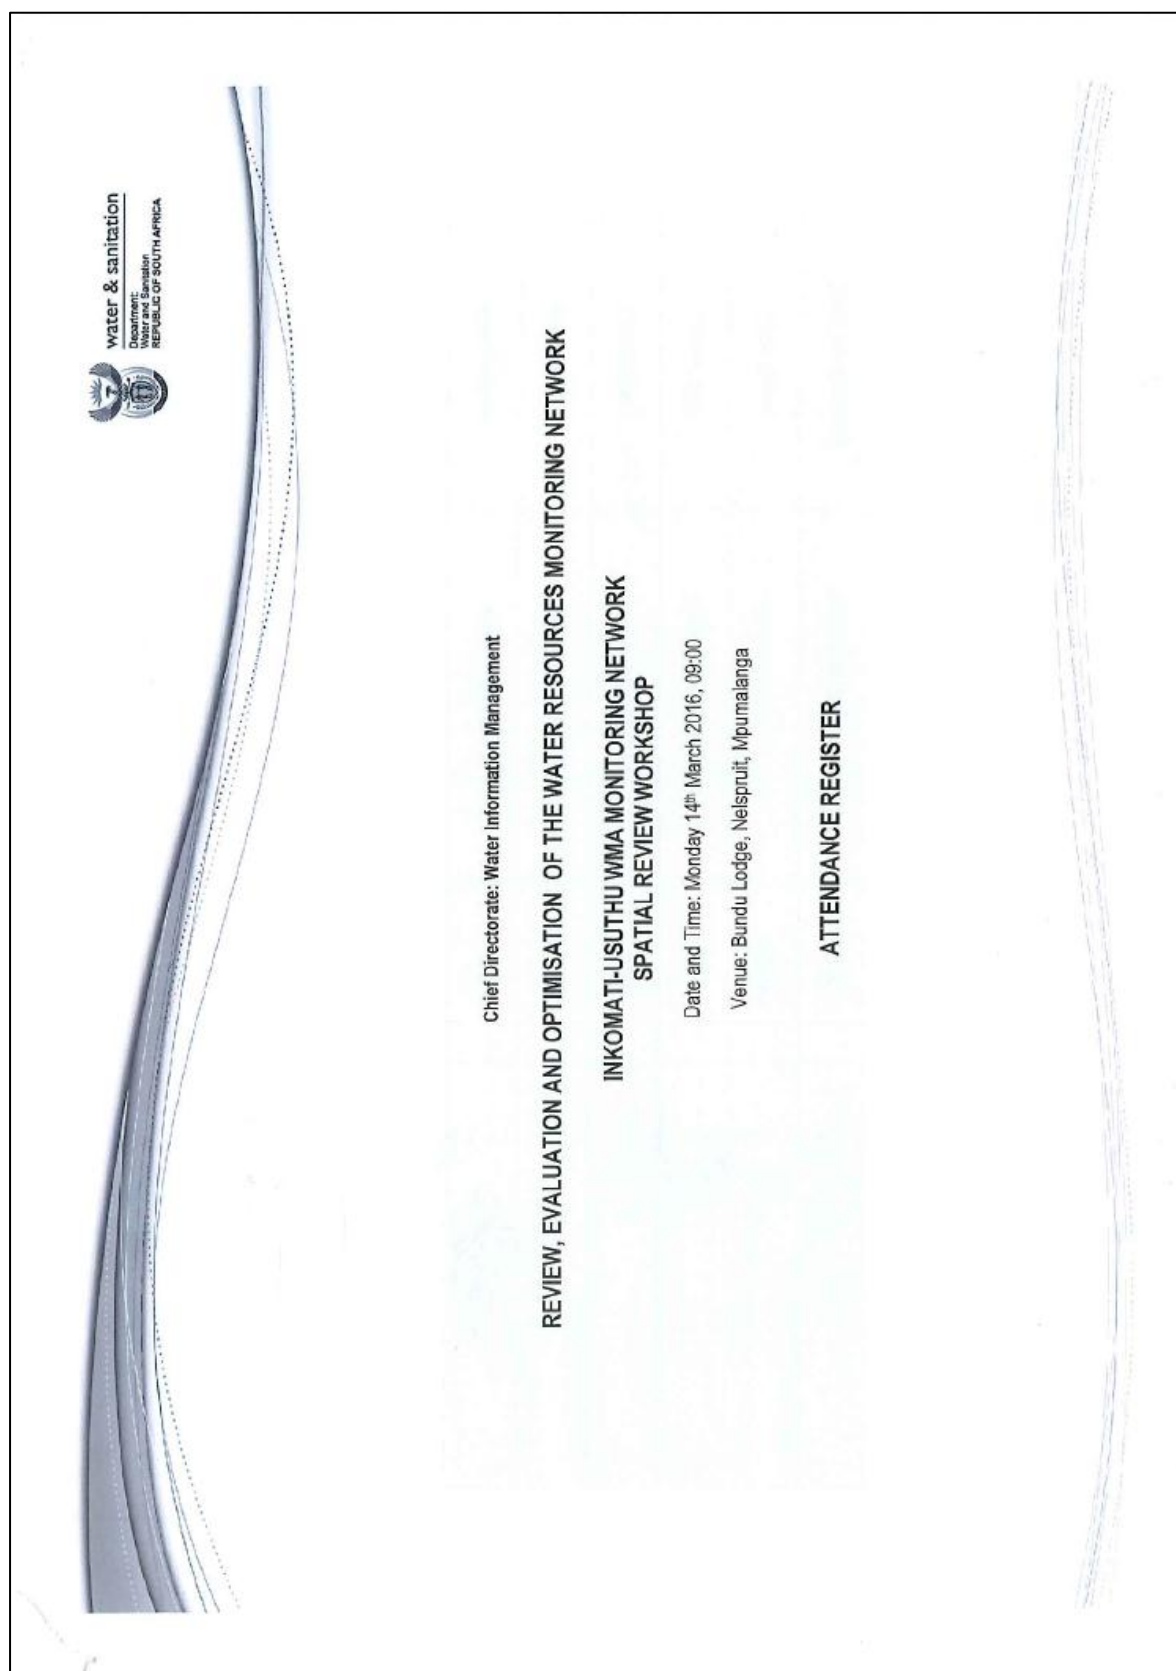 water & sanitation
Department:
Water and Sanitation
REPUBLIC OF SOUTH AFRICA
Chief Directorate: Water Information Management
REVIEW, EVALUATION AND OPTIMISATION OF THE WATER RESOURCES MONITORING NETWORK
INKOMATI-USUTHU WMA MONITORING NETWORK
SPATIAL REVIEW WORKSHOP
Date and Time: Monday 14th March 2016, 09:00
Venue: Bundu Lodge, Nelspruit, Mpumalanga
ATTENDANCE REGISTER